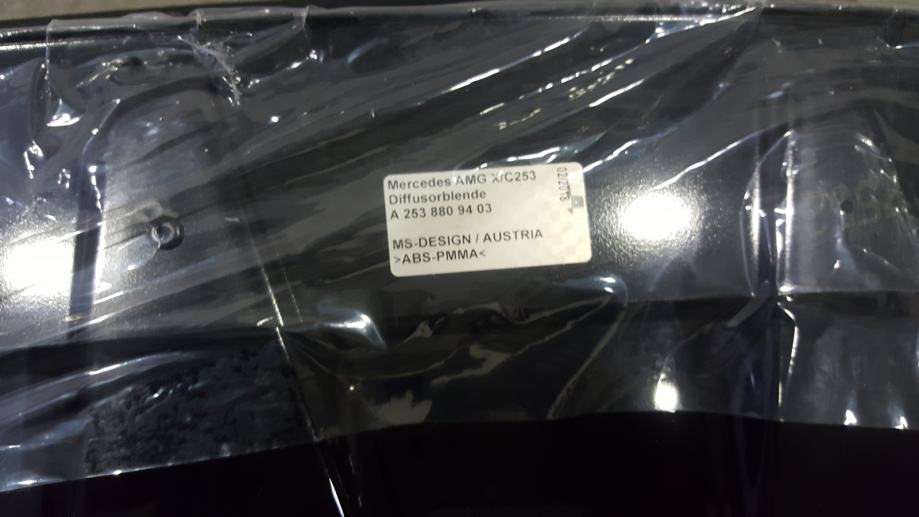 Mercedes AMG X/C253
Diffusorblende
A 253 880 94 03
MS-DESIGN / AUSTRIA
>ABS-PMMA<